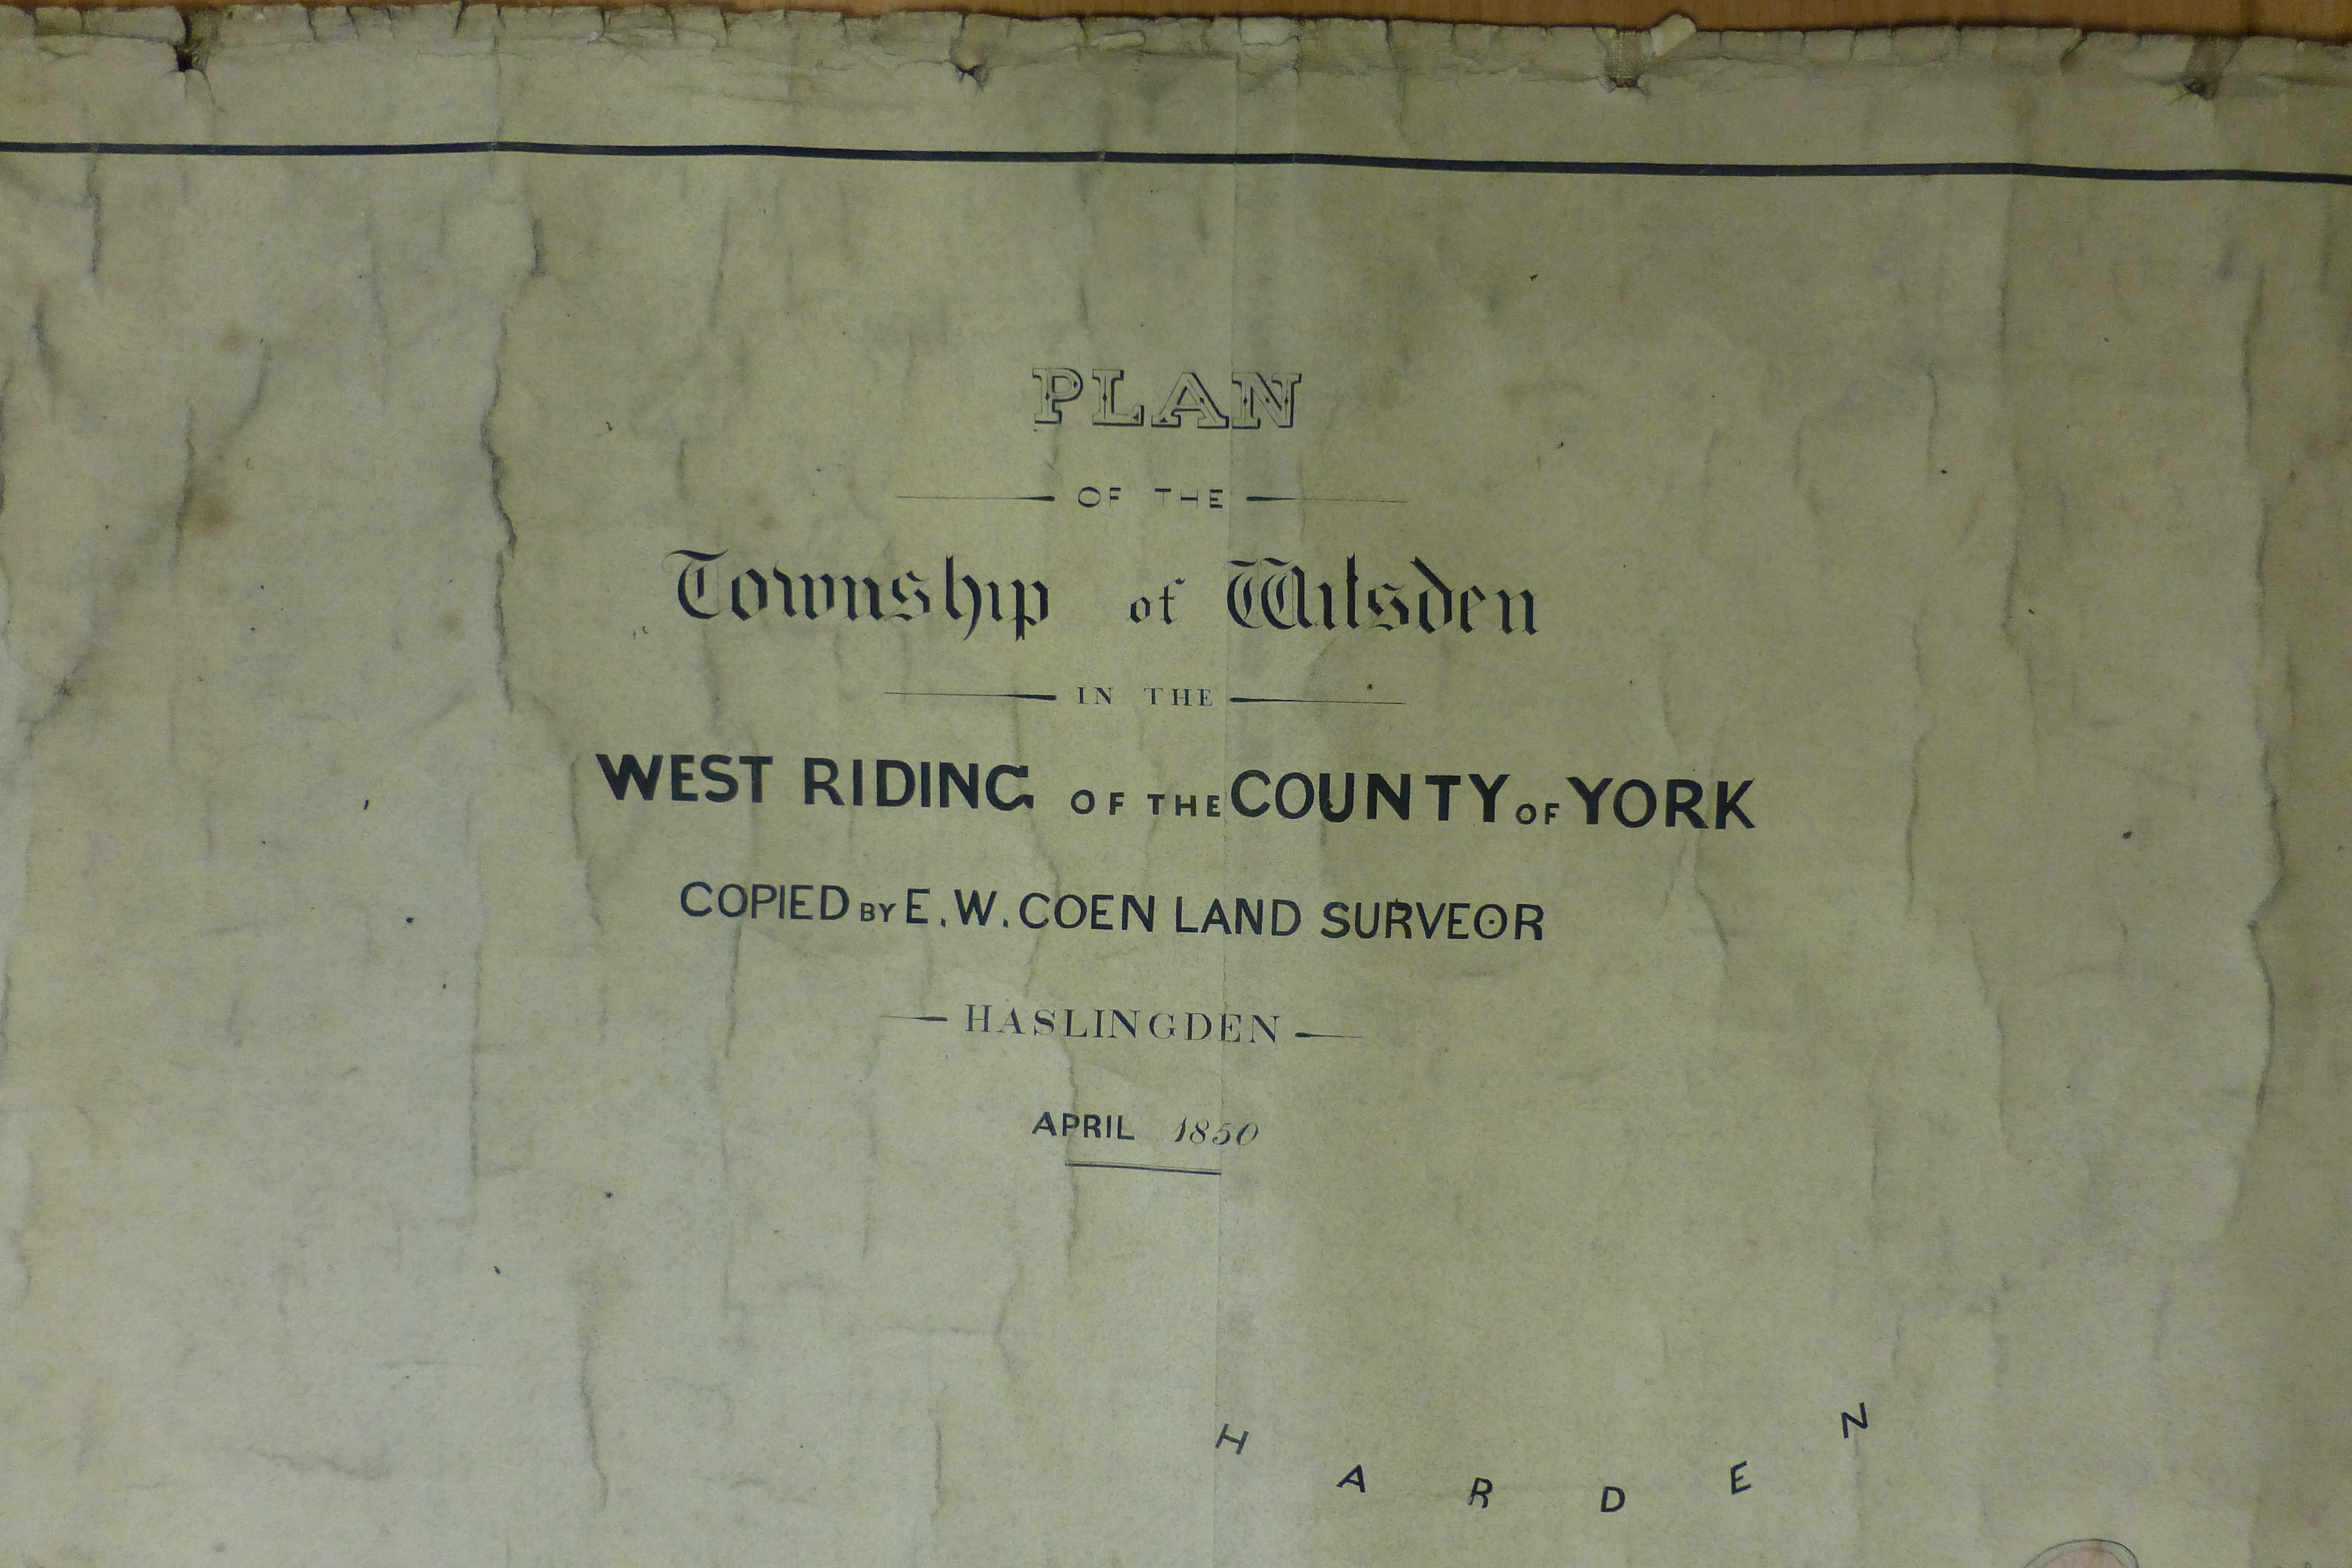 PLAN
OF THE
Township of Wilsden
IN THE
WEST RIDING OF THE COUNTY OF YORK
COPIED BY E. W. COEN LAND SURVEOR
HASLINGDEN
APRIL 1850
HARDEN